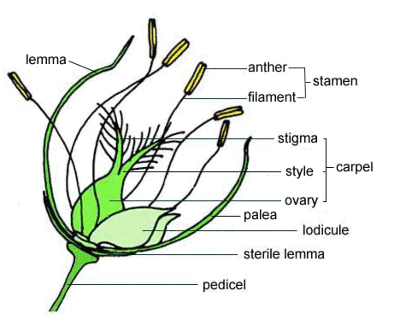 lemma
anther
filament
stamen
stigma
style
ovary
carpel
palea
lodicule
sterile lemma
pedicel